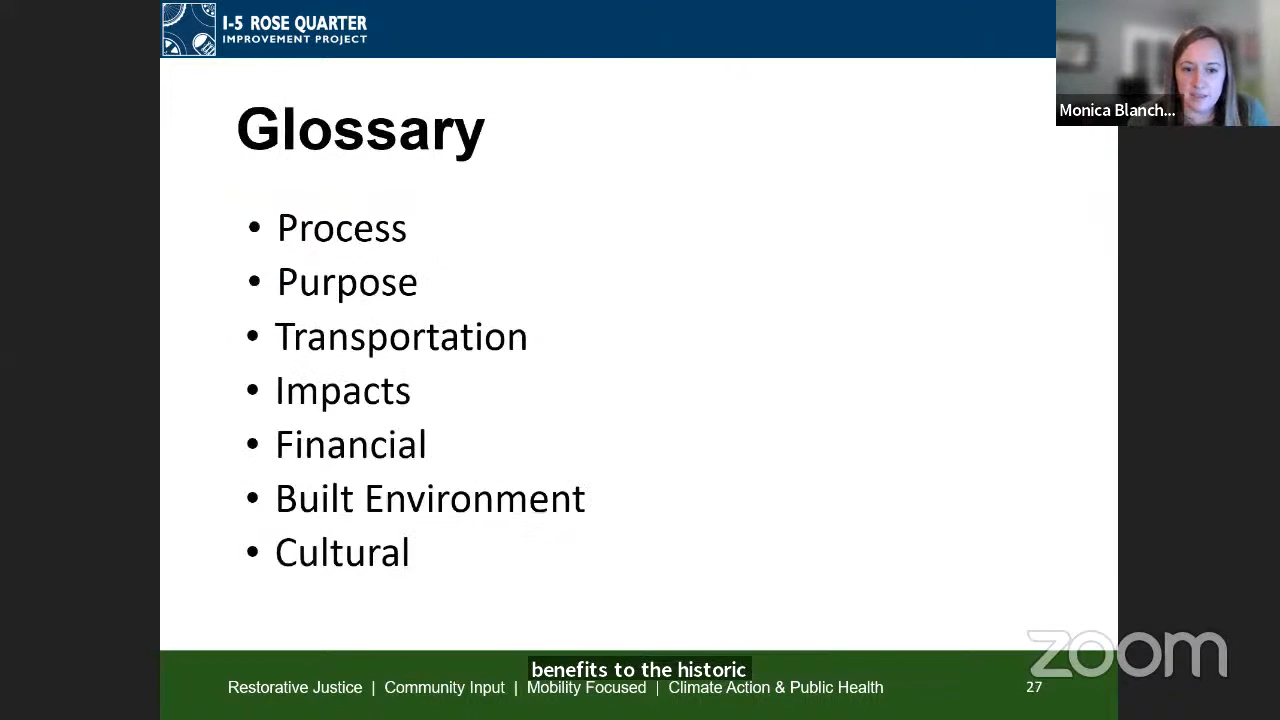 I-5 ROSE QUARTER
IMPROVEMENT PROJECT
Monica Blanch...
Glossary
• Process
• Purpose
• Transportation
• Impacts
• Financial
• Built Environment
• Cultural
zoom
benefits to the historic
Restorative Justice | Community Input | Mobility Focused | Climate Action & Public Health
27